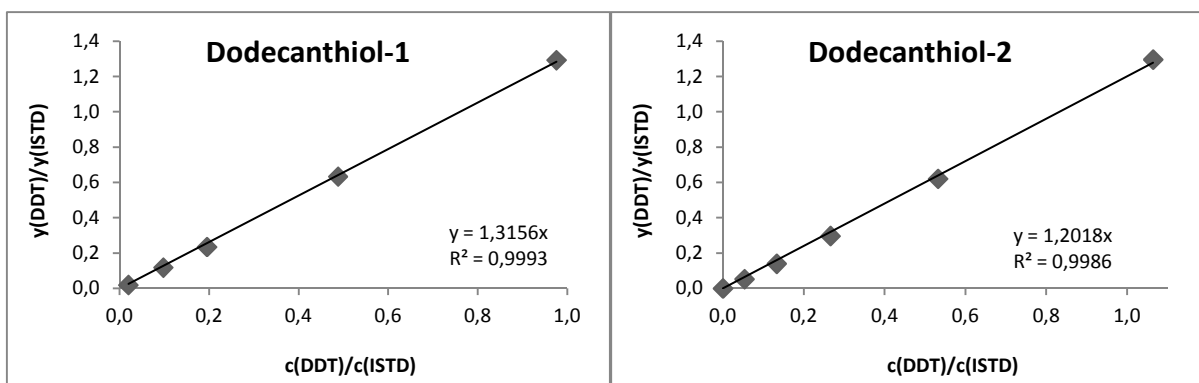 Dodecanthiol-1
y(DDT)/y(ISTD)
1,4
1,2
1,0
0,8
0,6
0,4
0,2
0,0
y = 1,3156x
R² = 0,9993
0,0 0,2 0,4 0,6 0,8 1,0
c(DDT)/c(ISTD)
Dodecanthiol-2
y(DDT)/y(ISTD)
1,4
1,2
1,0
0,8
0,6
0,4
0,2
0,0
y = 1,2018x
R² = 0,9986
0,0 0,2 0,4 0,6 0,8 1,0
c(DDT)/c(ISTD)